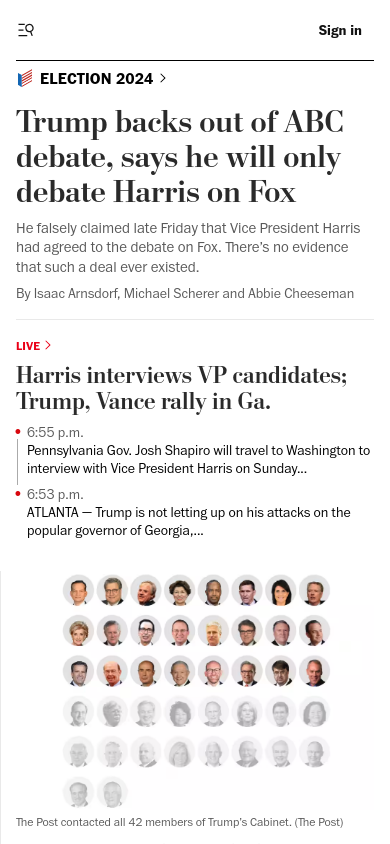 Sign in
ELECTION 2024
Trump backs out of ABC
debate, says he will only
debate Harris on Fox
He falsely claimed late Friday that Vice President Harris
had agreed to the debate on Fox. There's no evidence
that such a deal ever existed.
By Isaac Arnsdorf, Michael Scherer and Abbie Cheeseman
LIVE
Harris interviews VP candidates;
Trump, Vance rally in Ga.
6:55 p.m.
Pennsylvania Gov. Josh Shapiro will travel to Washington to
interview with Vice President Harris on Sunday...
6:53 p.m.
ATLANTA — Trump is not letting up on his attacks on the
popular governor of Georgia,...
The Post contacted all 42 members of Trump's Cabinet. (The Post)